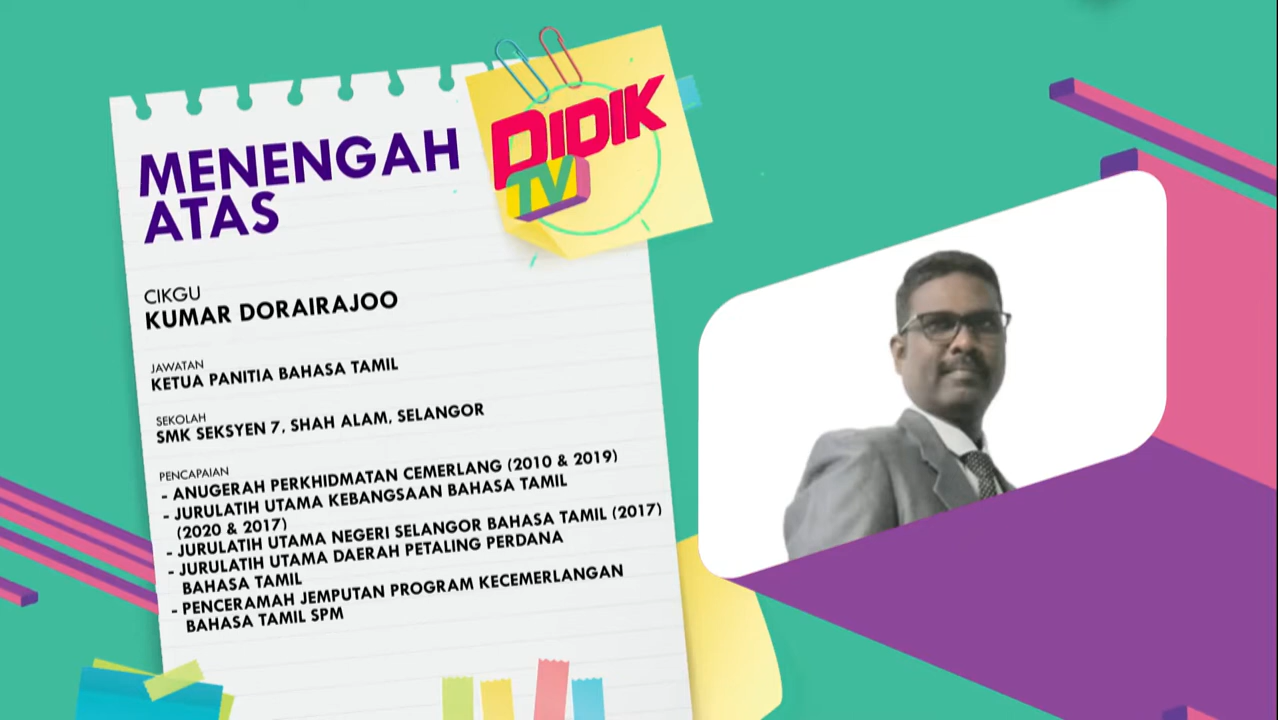 MENENGAH
ATAS
DIDIK
TV
CIKGU
KUMAR DORAIRAJOO
JAWATAN
KETUA PANITIA BAHASA TAMIL
SEKOLAH
SMK SEKSYEN 7, SHAH ALAM, SELANGOR
PENCAPAIAN
- ANUGERAH PERKHIDMATAN CEMERLANG (2010 & 2019)
- JURULATIH UTAMA KEBANGSAAN BAHASA TAMIL
(2020 & 2017)
- JURULATIH UTAMA NEGERI SELANGOR BAHASA TAMIL (2017)
- JURULATIH UTAMA DAERAH PETALING PERDANA
BAHASA TAMIL
- PENCERAMAH JEMPUTAN PROGRAM KECEMERLANGAN
BAHASA TAMIL SPM